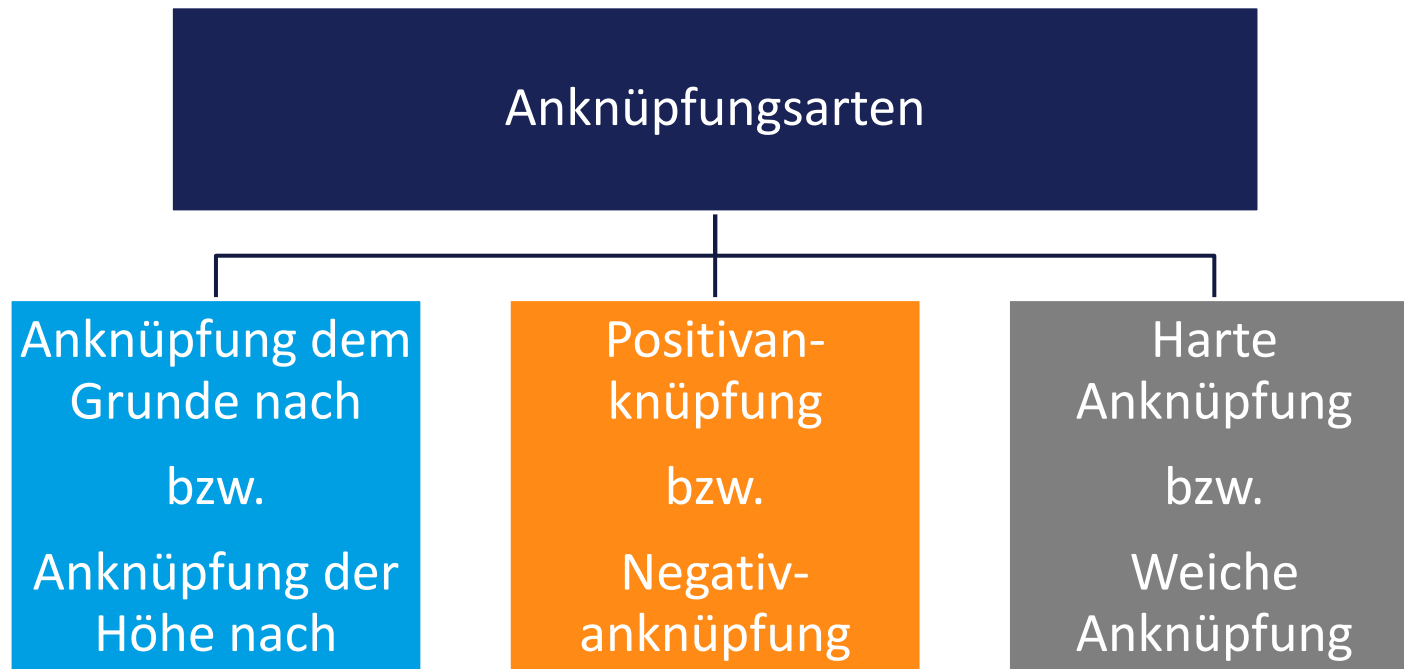 Anknüpfungsarten
Anknüpfung dem
Grunde nach
bzw.
Anknüpfung der
Höhe nach
Positivan-
knüpfung
bzw.
Negativ-
anknüpfung
Harte
Anknüpfung
bzw.
Weiche
Anknüpfung